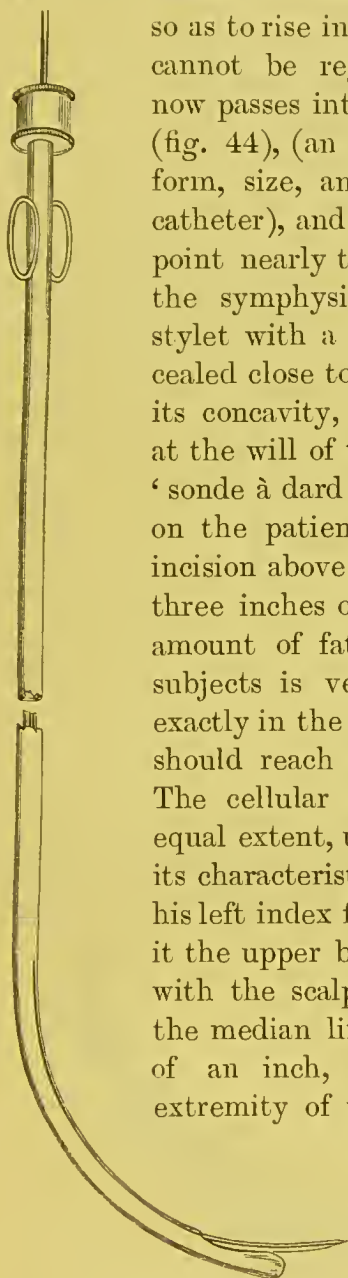 so as to rise in
cannot be re
now passes int
(fig. 44), (an
form, size, an
catheter), and
point nearly t
the symphysi
stylet with a
cealed close to
its concavity,
at the will of
‘ sonde à dard
on the patien
incision above
three inches o
amount of fat
subjects is ve
exactly in the
should reach
The cellular
equal extent, u
its characterist
his left index f
it the upper b
with the scalp
the median li
of an inch,
extremity of